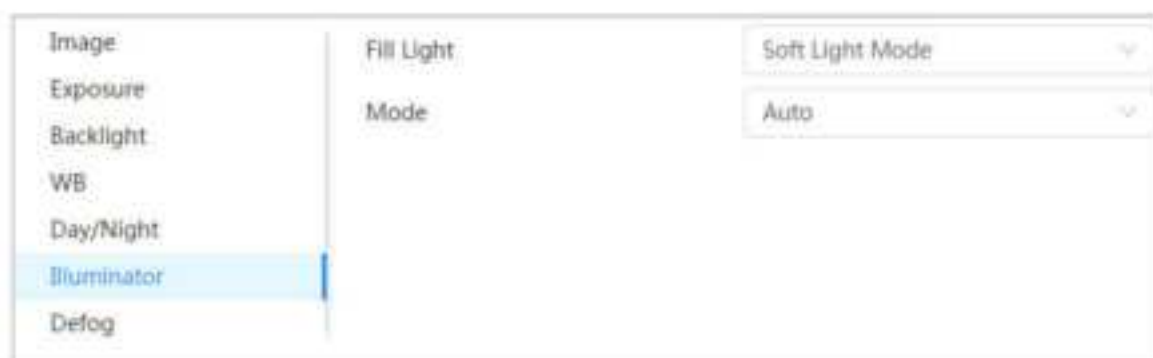 Image
Exposure
Backlight
WB
Day/Night
Illuminator
Defog
Fill Light
Soft Light Mode
Mode
Auto